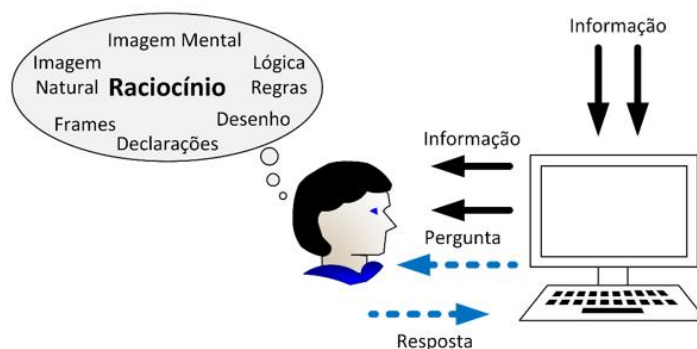 Imagem Mental
Imagem
Natural
Raciocínio
Lógica
Regras
Frames
Desenho
Declarações
Informação
Informação
Pergunta
Resposta